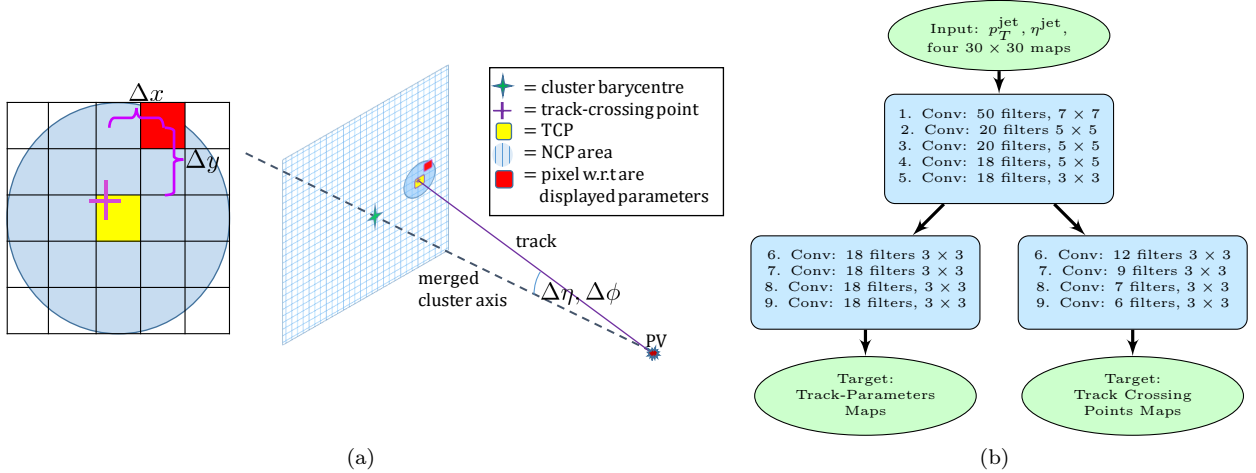 Δx
Δy
= cluster barycentre
= track-crossing point
= TCP
= NCP area
= pixel w.r.t are
displayed parameters
track
merged
cluster axis
Δη, Δϕ
PV
(a)
Input: p_T^jet, η^jet,
four 30 × 30 maps
1. Conv: 50 filters, 7 × 7
2. Conv: 20 filters 5 × 5
3. Conv: 20 filters, 5 × 5
4. Conv: 18 filters, 5 × 5
5. Conv: 18 filters, 3 × 3
6. Conv: 18 filters 3 × 3
7. Conv: 18 filters 3 × 3
8. Conv: 18 filters, 3 × 3
9. Conv: 18 filters, 3 × 3
6. Conv: 12 filters 3 × 3
7. Conv: 9 filters 3 × 3
8. Conv: 7 filters, 3 × 3
9. Conv: 6 filters, 3 × 3
Target:
Track-Parameters
Maps
Target:
Track Crossing
Points Maps
(b)